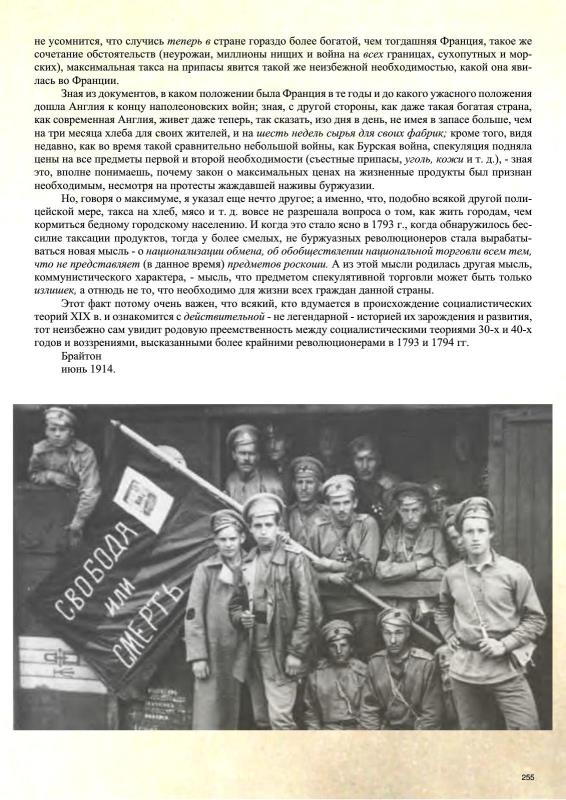 не усомнится, что случись теперь в стране гораздо более богатой, чем тогдашняя Франция, такое же
сочетание обстоятельств (неурожаи, миллионы нищих и война на всех границах, сухопутных и мор-
ских), максимальная такса на припасы явится такой же неизбежной необходимостью, какой она яви-
лась во Франции.
Зная из документов, в каком положении была Франция в те годы и до какого ужасного положения
дошла Англия к концу наполеоновских войн; зная, с другой стороны, как даже такая богатая страна,
как современная Англия, живет даже теперь, так сказать, изо дня в день, не имея в запасе больше, чем
на три месяца хлеба для своих жителей, и на шесть недель сырья для своих фабрик; кроме того, видя
недавно, как во время такой сравнительно небольшой войны, как Бурская война, спекуляция подняла
цены на все предметы первой и второй необходимости (съестные припасы, уголь, кожи и т. д.), - зная
это, вполне понимаешь, почему закон о максимальных ценах на жизненные продукты был признан
необходимым, несмотря на протесты жаждавшей наживы буржуазии.
Но, говоря о максимуме, я указал еще нечто другое; а именно, что, подобно всякой другой поли-
цейской мере, такса на хлеб, мясо и т. д. вовсе не разрешала вопроса о том, как жить городам, чем
кормиться бедному городскому населению. И когда это стало ясно в 1793 г., когда обнаружилось бес-
силие таксации продуктов, тогда у более смелых, не буржуазных революционеров стала вырабаты-
ваться новая мысль - о национализации обмена, об обобществлении национальной торговли всем тем,
что не представляет (в данное время) предметов роскоши. А из этой мысли родилась другая мысль,
коммунистического характера, - мысль, что предметом спекулятивной торговли может быть только
излишек, а отнюдь не то, что необходимо для жизни всех граждан данной страны.
Этот факт потому очень важен, что всякий, кто вдумается в происхождение социалистических
теорий XIX в. и ознакомится с действительной - не легендарной - историей их зарождения и развития,
тот неизбежно сам увидит родовую преемственность между социалистическими теориями 30-х и 40-х
годов и воззрениями, высказанными более крайними революционерами в 1793 и 1794 гг.
Брайтон
июнь 1914.
СВОБОДА
ИЛИ
СМЕРТЬ
255